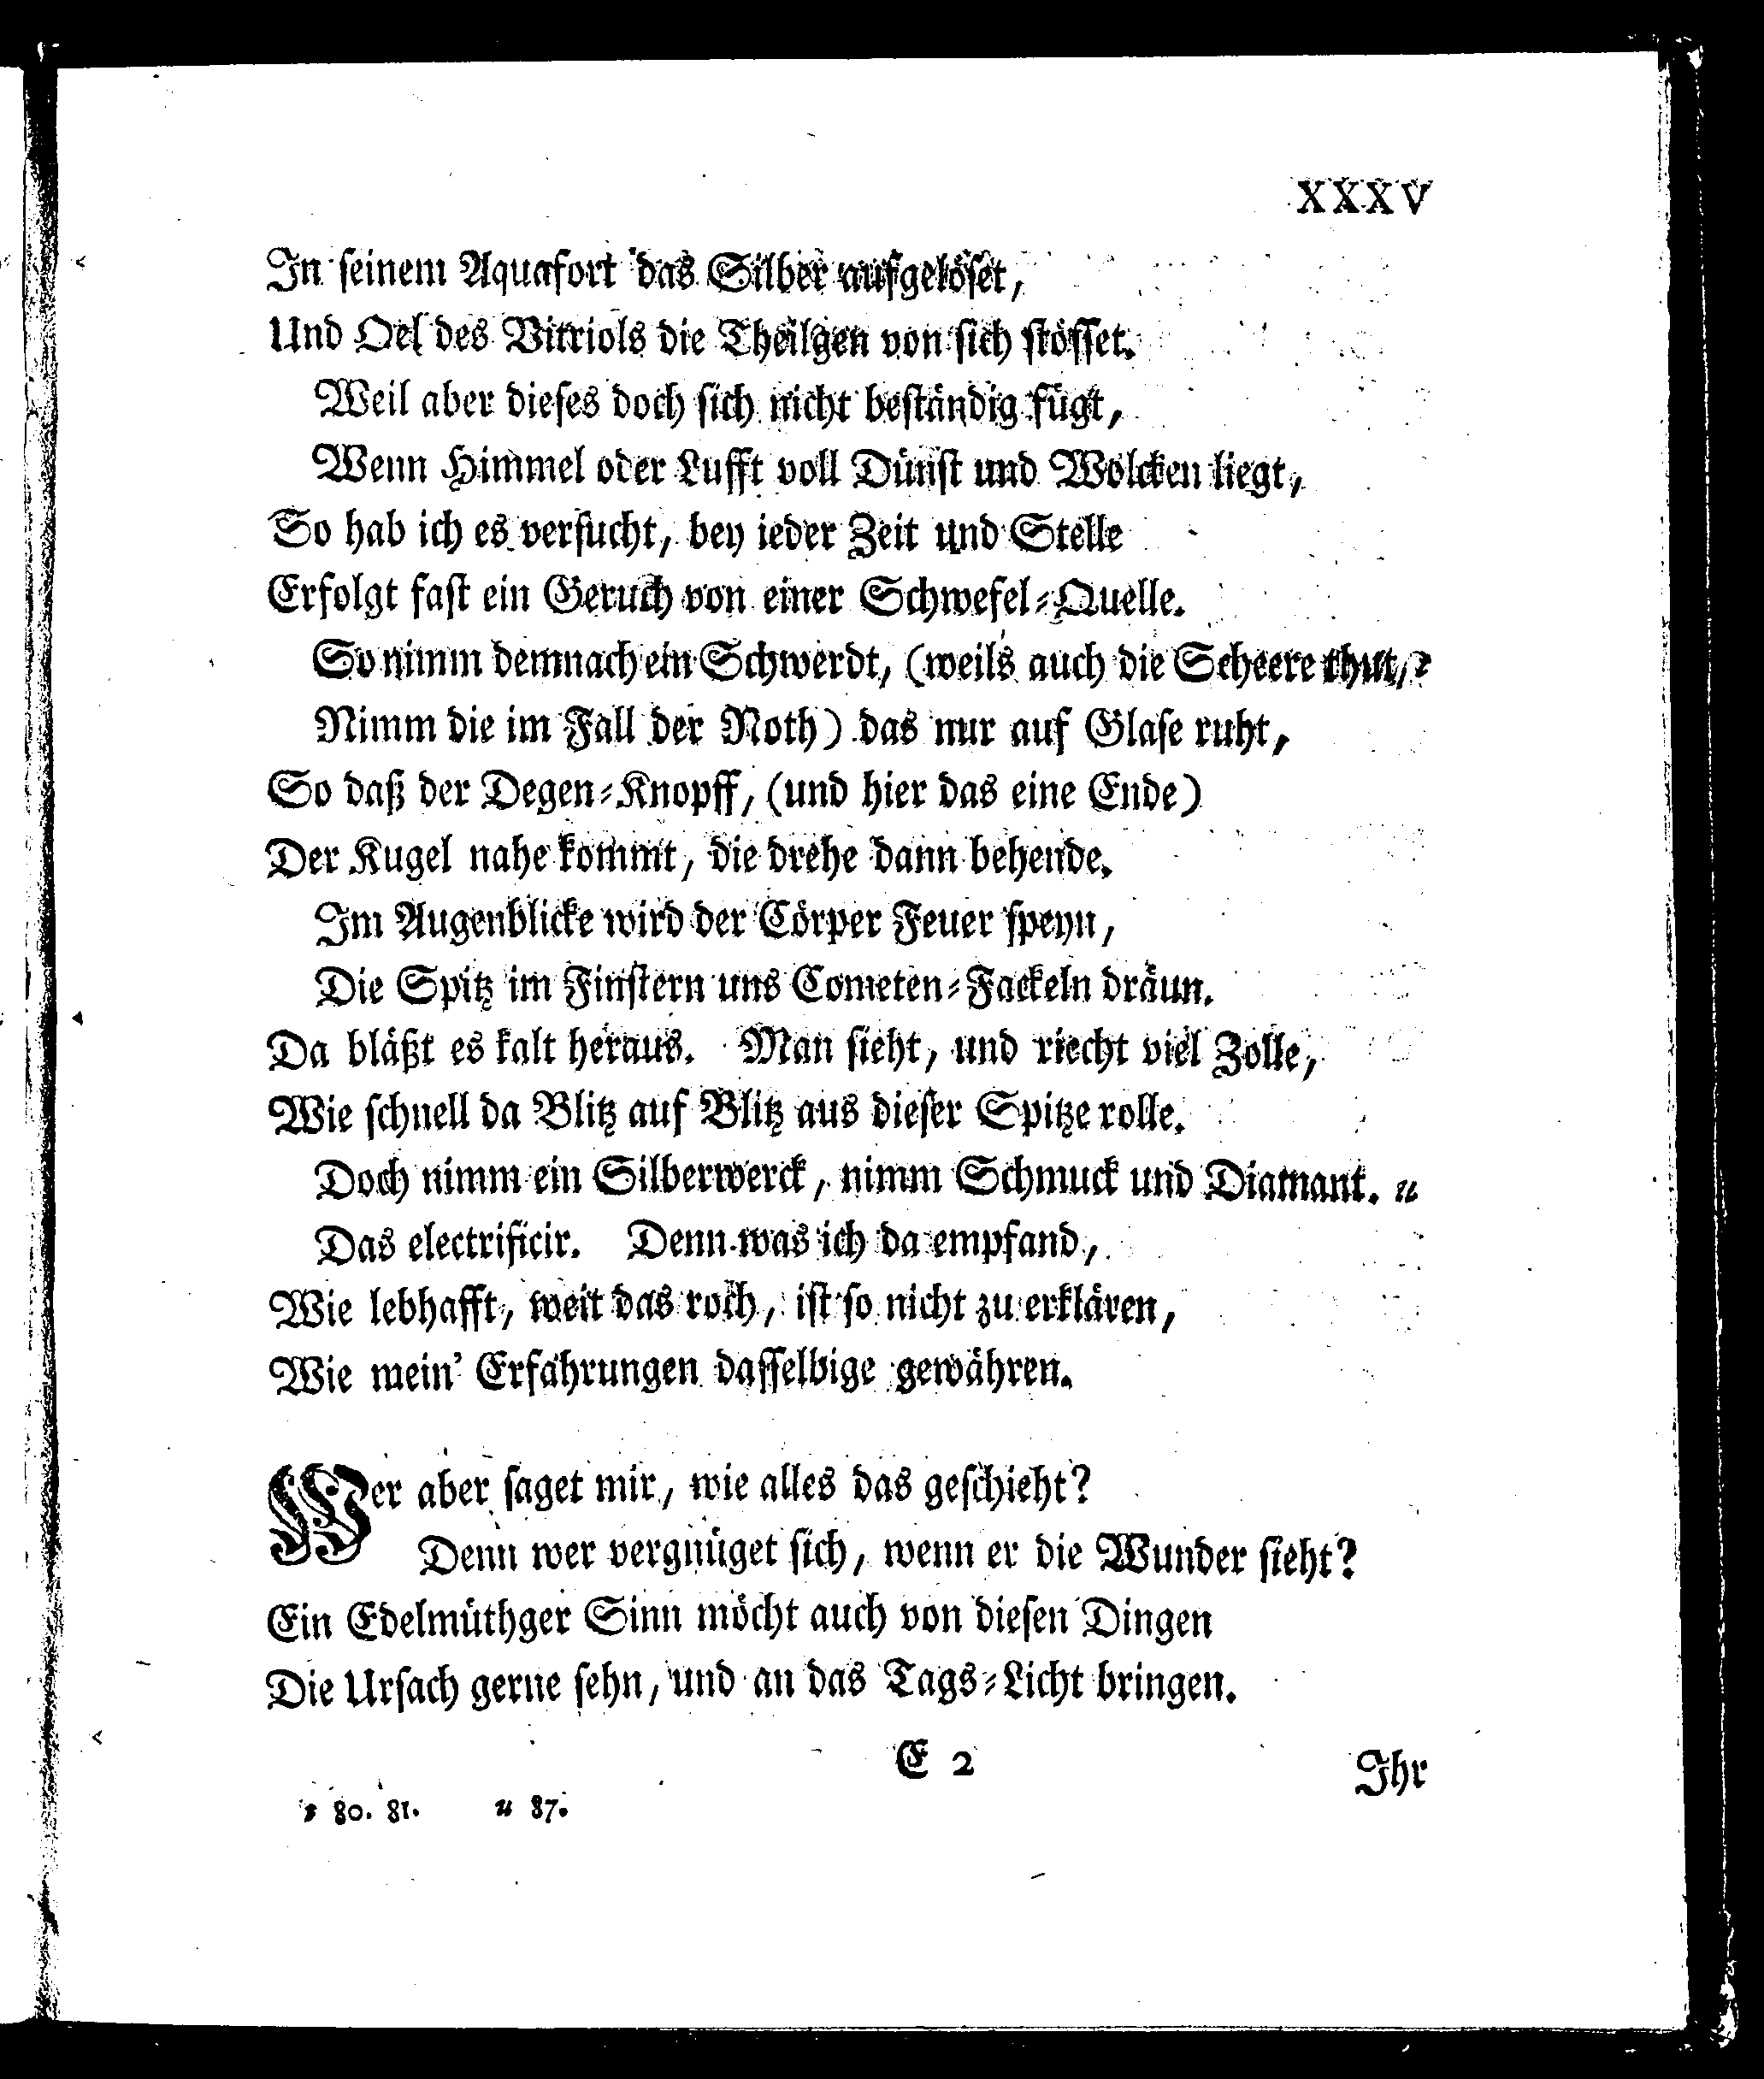 XXXV
In seinem Aquafort das Silber aufgelöset,
Und Oel des Vitriols die Theilgen von sich stösset.
Weil aber dieses doch sich nicht beständig fügt,
Wenn Himmel oder Lufft voll Dünst und Wolcken liegt,
So hab ich es versucht, bey ieder Zeit und Stelle
Erfolgt fast ein Geruch von einer Schwefel-Quelle.
So nimm demnach ein Schwerdt, (weils auch die Scheere thut,
Nimm die im Fall der Noth) das nur auf Glase ruht,
So daß der Degen-Knopff, (und hier das eine Ende)
Der Kugel nahe kommt, die drehe dann behende.
Im Augenblicke wird der Cörper Feuer speyn,
Die Spitz im Finstern uns Cometen-Fackeln dräun.
Da bläßt es kalt heraus. Man sieht, und riecht viel Zolle,
Wie schnell da Blitz auf Blitz aus dieser Spitze rolle.
Doch nimm ein Silberwerck, nimm Schmuck und Diamant. u
Das electrificir. Denn was ich da empfand,
Wie lebhafft, weit das roch, ist so nicht zu erklären,
Wie mein' Erfahrungen dasselbige gewähren.
Wer aber saget mir, wie alles das geschieht?
Denn wer vergnüget sich, wenn er die Wunder sieht?
Ein Edelmüthger Sinn möcht auch von diesen Dingen
Die Ursach gerne sehn, und an das Tags-Licht bringen.
E 2
Ihr
80. 81. u 87.